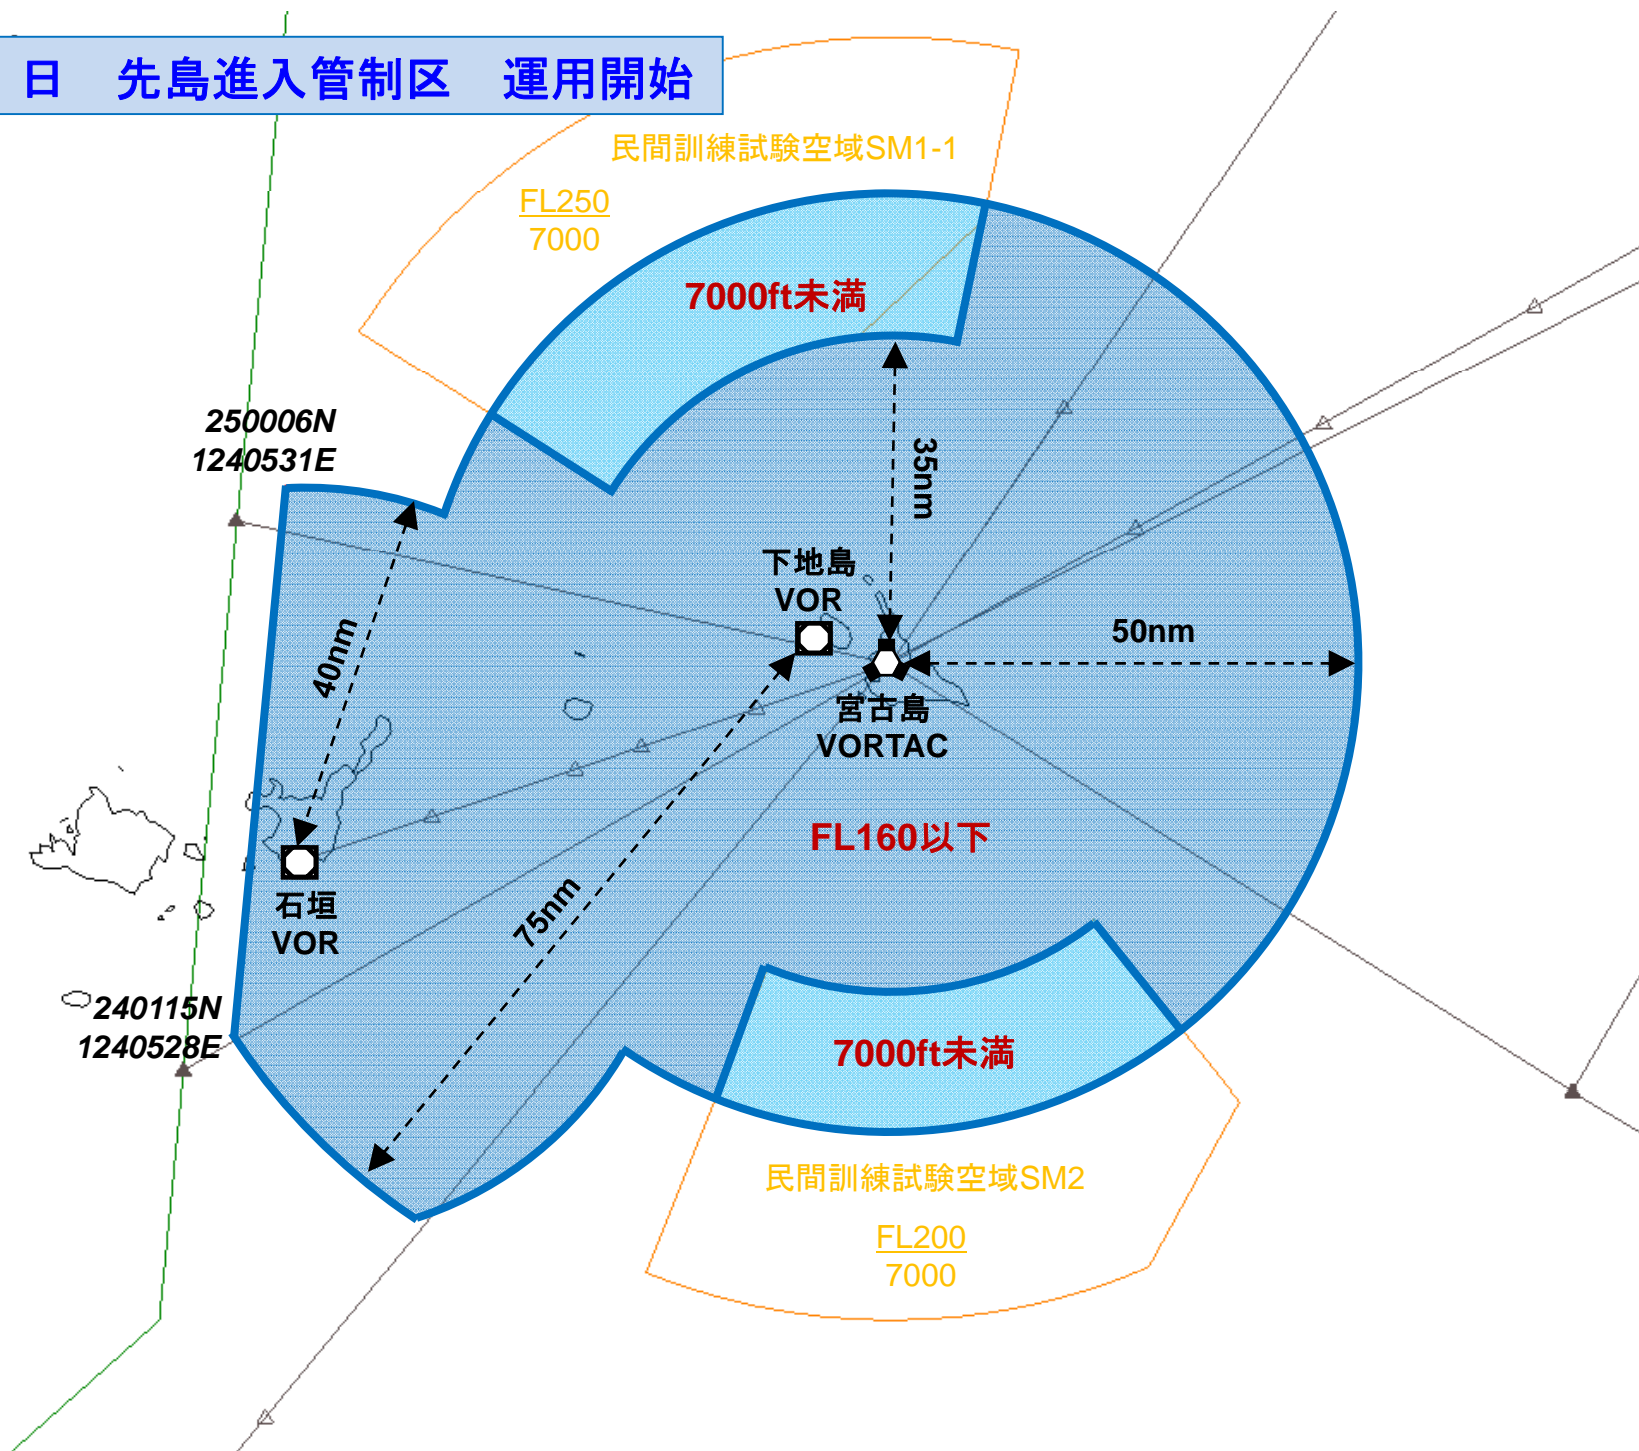 日　先島進入管制区　運用開始
民間訓練試験空域SM1-1
FL250
7000
7000ft未満
250006N
1240531E
35nm
下地島
VOR
50nm
40nm
宮古島
VORTAC
FL160以下
75nm
石垣
VOR
240115N
1240528E
7000ft未満
民間訓練試験空域SM2
FL200
7000